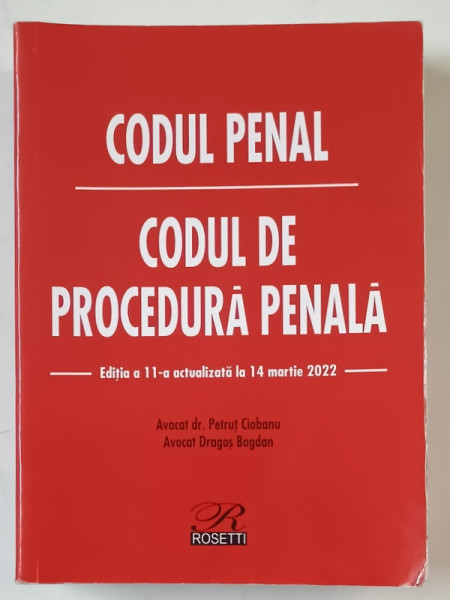 CODUL PENAL
CODUL DE
PROCEDURĂ PENALĂ
Ediția a 11-a actualizată la 14 martie 2022
Avocat dr. Petruț Ciobanu
Avocat Dragoș Bogdan
R
ROSETTI